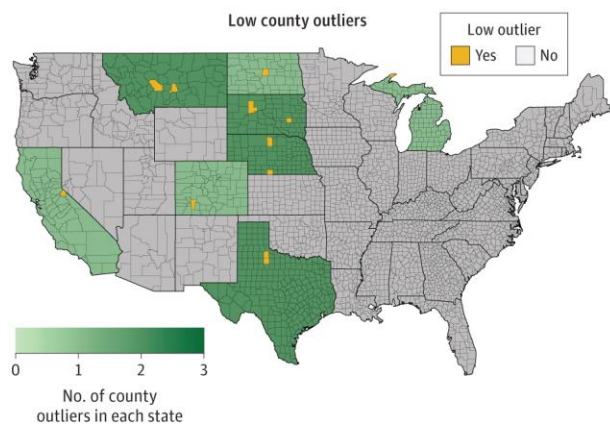 Low county outliers
Low outlier
Yes
No
0
1
2
3
No. of county
outliers in each state